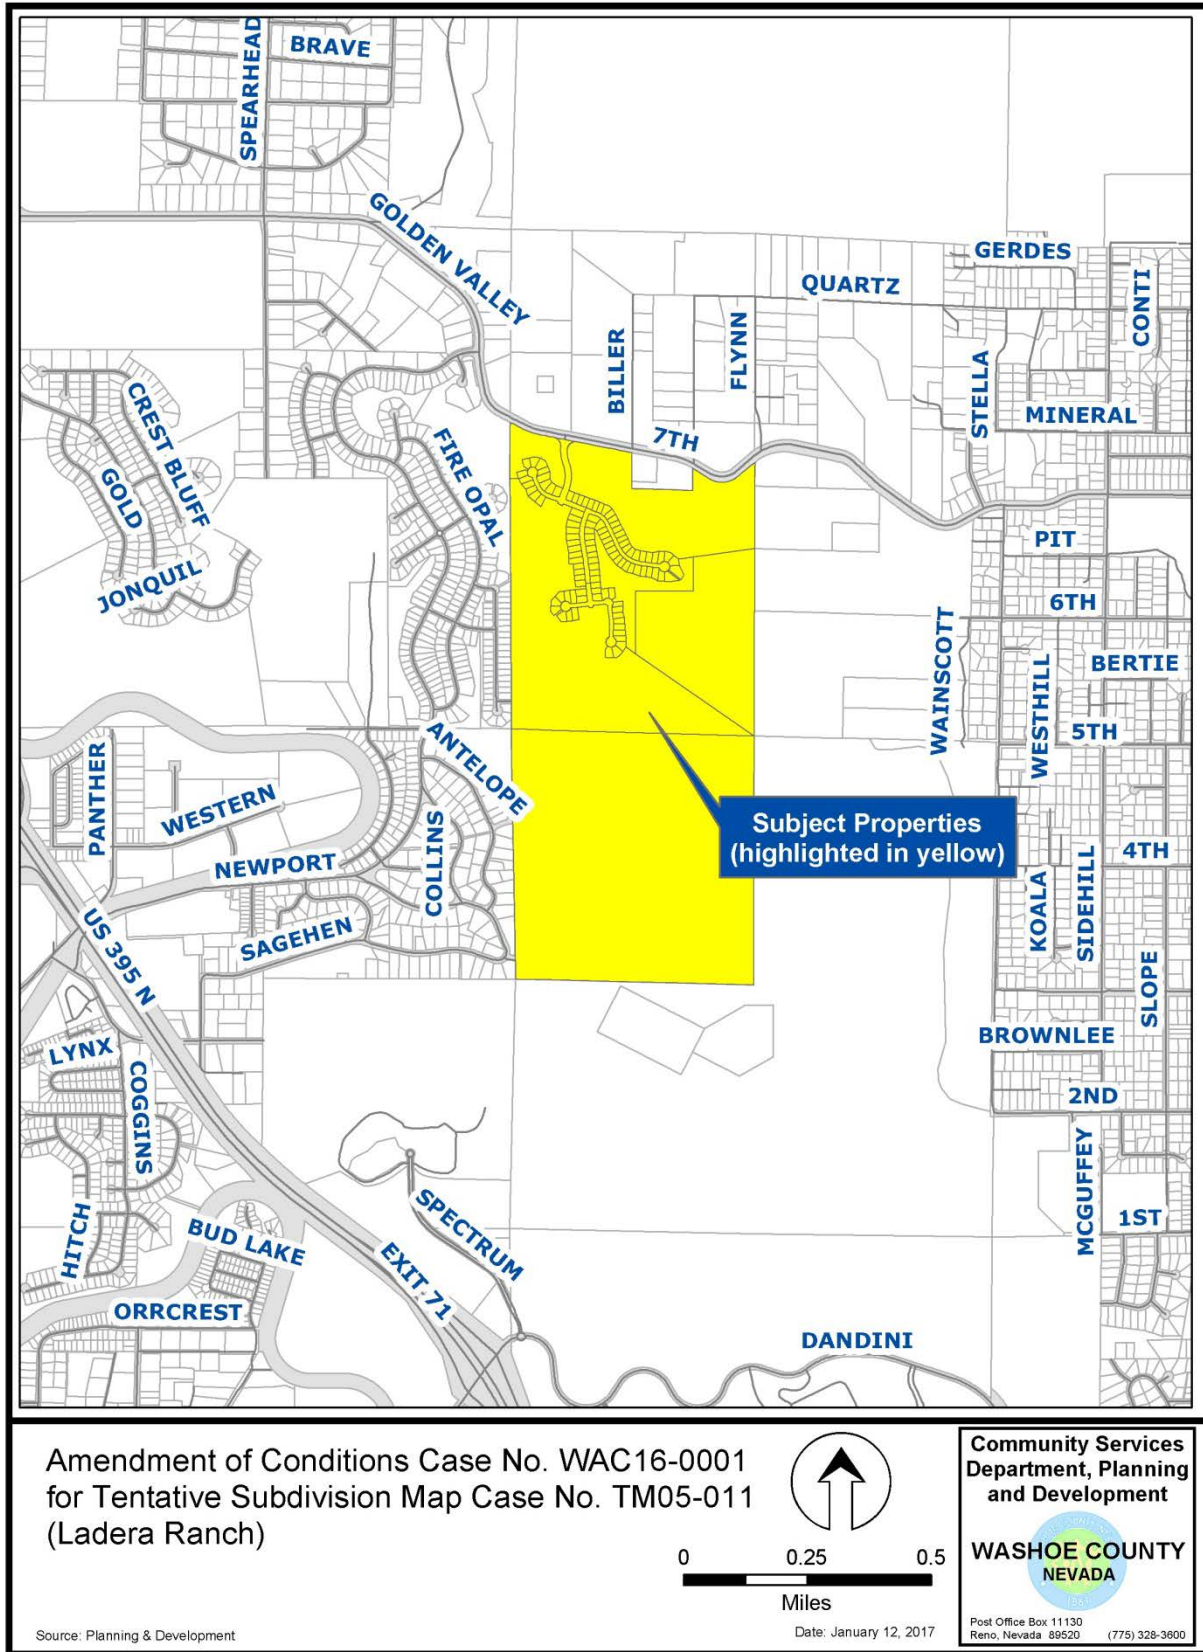 BRAVE
SPEARHEAD
GOLDEN VALLEY
GERDES
QUARTZ
CONTI
BILLER
FLYNN
STELLA
CREST BLUFF
MINERAL
7TH
FIRE OPAL
GOLD
PIT
JONQUIL
6TH
WAINSCOTT
BERTIE
WESTHILL
5TH
ANTELOPE
PANTHER
WESTERN
Subject Properties
(highlighted in yellow)
NEWPORT
COLLINS
4TH
KOALA
SIDEHILL
SAGEHEN
US 395 N
SLOPE
BROWNLEE
LYNX
COGGINS
2ND
MCGUFFEY
HITCH
BUD LAKE
SPECTRUM
1ST
EXIT 71
ORRCREST
DANDINI
Amendment of Conditions Case No. WAC16-0001
for Tentative Subdivision Map Case No. TM05-011
(Ladera Ranch)
0 0.25 0.5
Miles
Source: Planning & Development
Date: January 12, 2017
Community Services
Department, Planning
and Development
WASHOE COUNTY
NEVADA
1861
Post Office Box 11130
Reno, Nevada 89520 (775) 328-3600